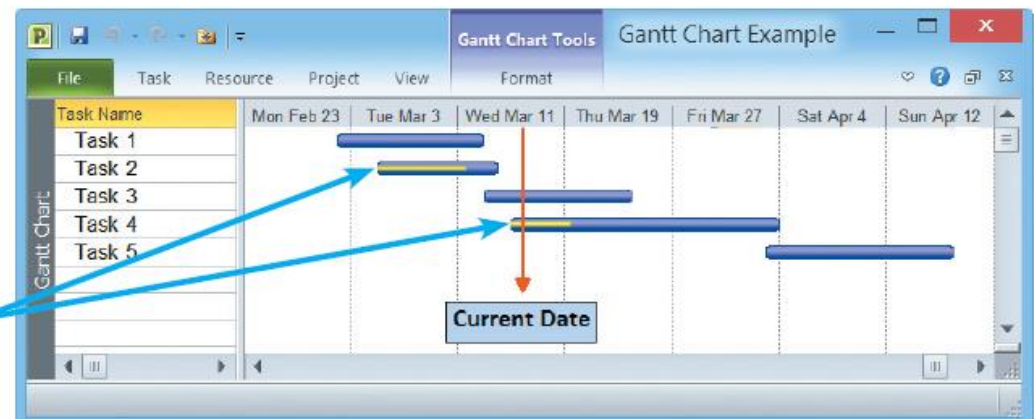 P Gantt Chart Tools Gantt Chart Example
File Task Resource Project View Format
Task Name Mon Feb 23 Tue Mar 3 Wed Mar 11 Thu Mar 19 Fri Mar 27 Sat Apr 4 Sun Apr 12
Task 1
Task 2
Task 3
Task 4
Task 5
Gantt Chart
Current Date